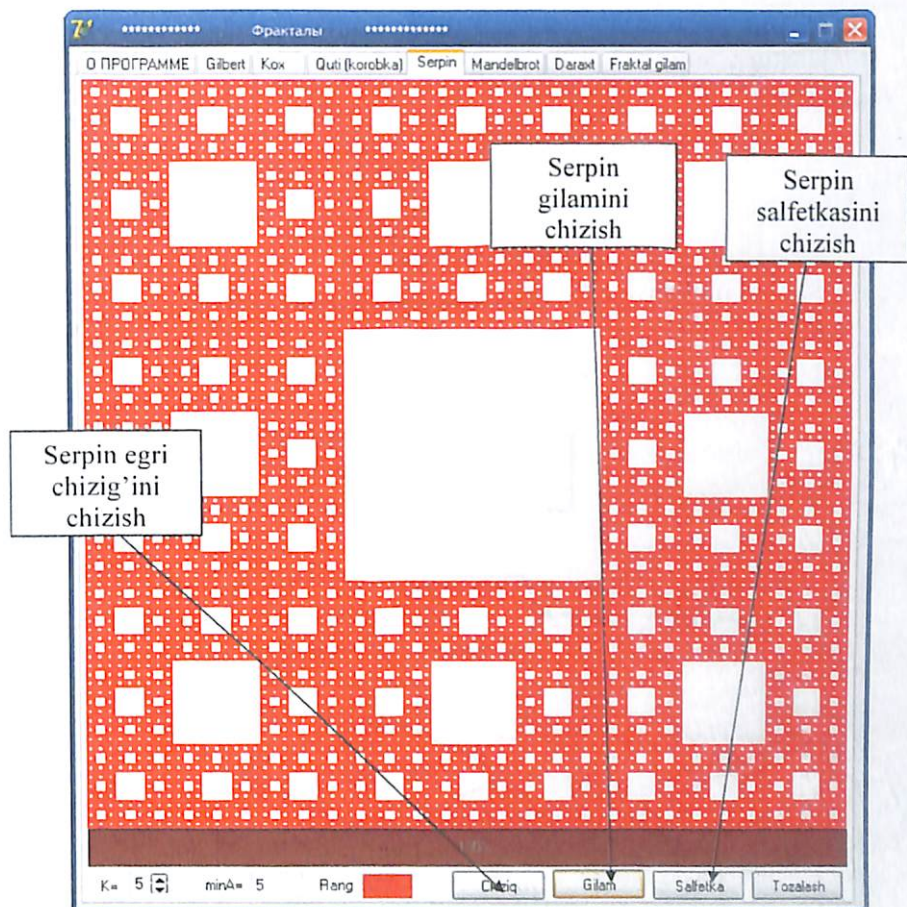 ************ Фракталы ************
О ПРОГРАММЕ Gilbert Kox Quti (korobka) Serpin Mandelbrot Daraxt Fraktal gilam
Serpin
gilamini
chizish
Serpin
salfetkasini
chizish
Serpin egri
chizig’ini
chizish
K= 5 minA= 5 Rang Chiziq Gilam Salfetka Tozalash